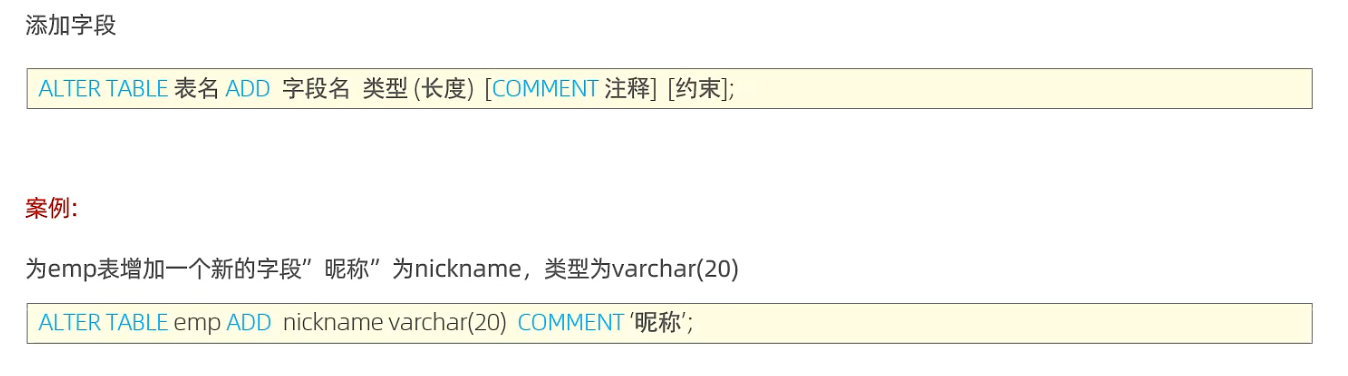 添加字段
ALTER TABLE 表名 ADD 字段名 类型 (长度) [COMMENT 注释] [约束];
案例:
为emp表增加一个新的字段”昵称”为nickname，类型为varchar(20)
ALTER TABLE emp ADD nickname varchar(20) COMMENT ‘昵称’;